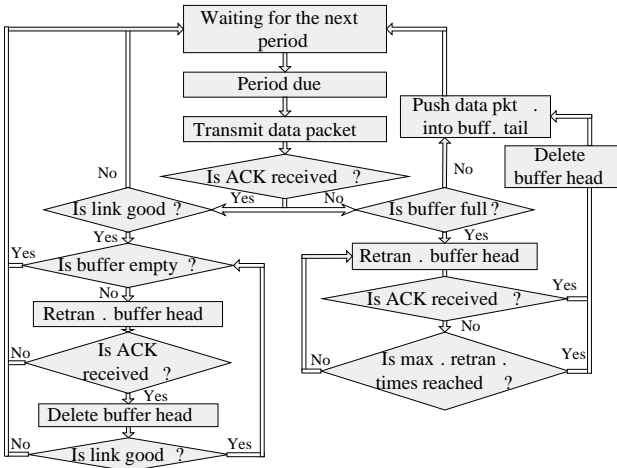 Waiting for the next
period
Period due
Transmit data packet
Is ACK received ?
Yes
No
No
Is link good ?
Yes
Yes
Is buffer empty ?
No
Retran . buffer head
No
Is ACK
received ?
Yes
Delete buffer head
No
Is link good ?
Yes
Push data pkt .
into buff. tail
Delete
buffer head
No
Is buffer full ?
Yes
Retran . buffer head
Is ACK received ?
Yes
No
No
Is max . retran .
times reached ?
Yes